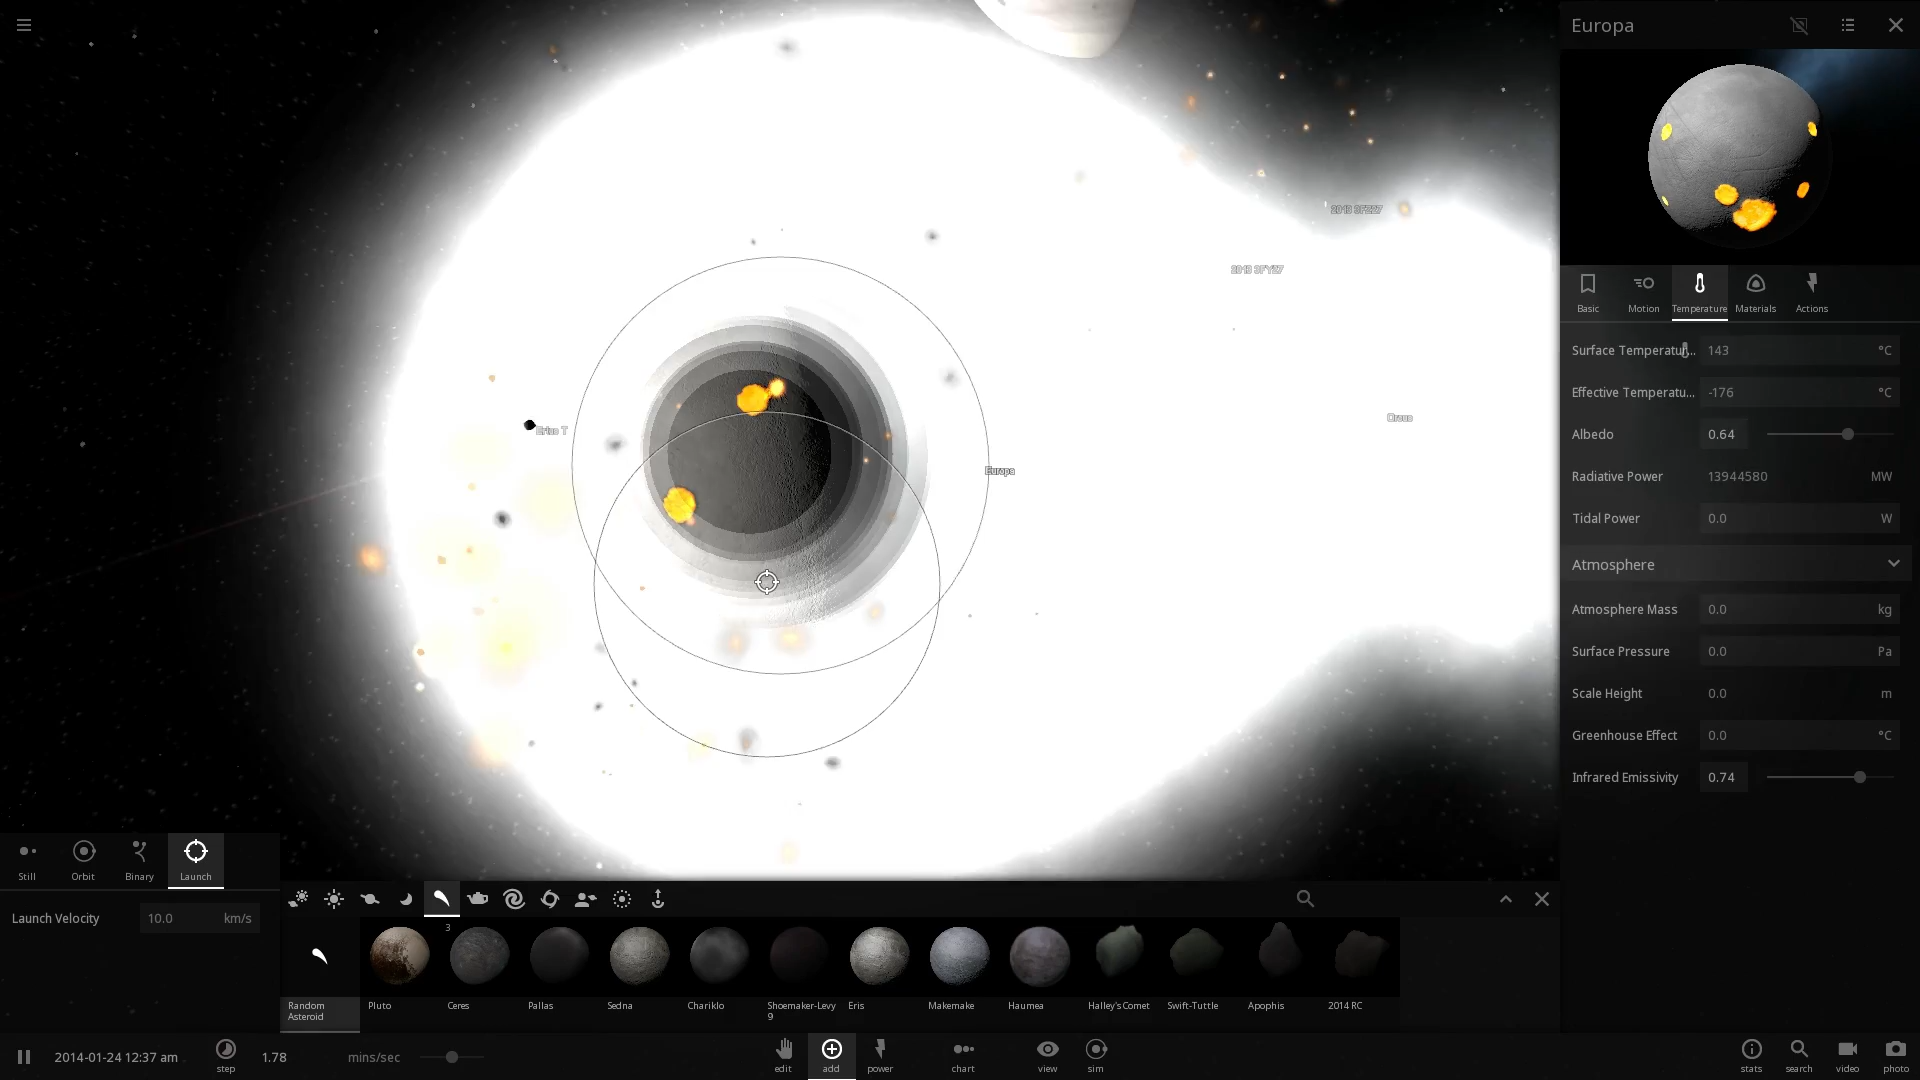 Europa
2013 SFZZ7
2013 SFYZ7
Europa
Basic
Motion
Temperature
Materials
Actions
Surface Temperatur... 143 °C
Effective Temperatu... -176 °C
Albedo 0.64
Radiative Power 13944580 MW
Tidal Power 0.0 W
Atmosphere
Atmosphere Mass 0.0 kg
Surface Pressure 0.0 Pa
Scale Height 0.0 m
Greenhouse Effect 0.0 °C
Infrared Emissivity 0.74
Still
Orbit
Binary
Launch
Launch Velocity 10.0 km/s
3
Random
Asteroid
Pluto
Ceres
Pallas
Sedna
Chariklo
Shoemaker-Levy
9
Eris
Makemake
Haumea
Halley's Comet
Swift-Tuttle
Apophis
2014 RC
2014-01-24 12:37 am
step
1.78 mins/sec
edit
add
power
chart
view
sim
stats
search
video
photo